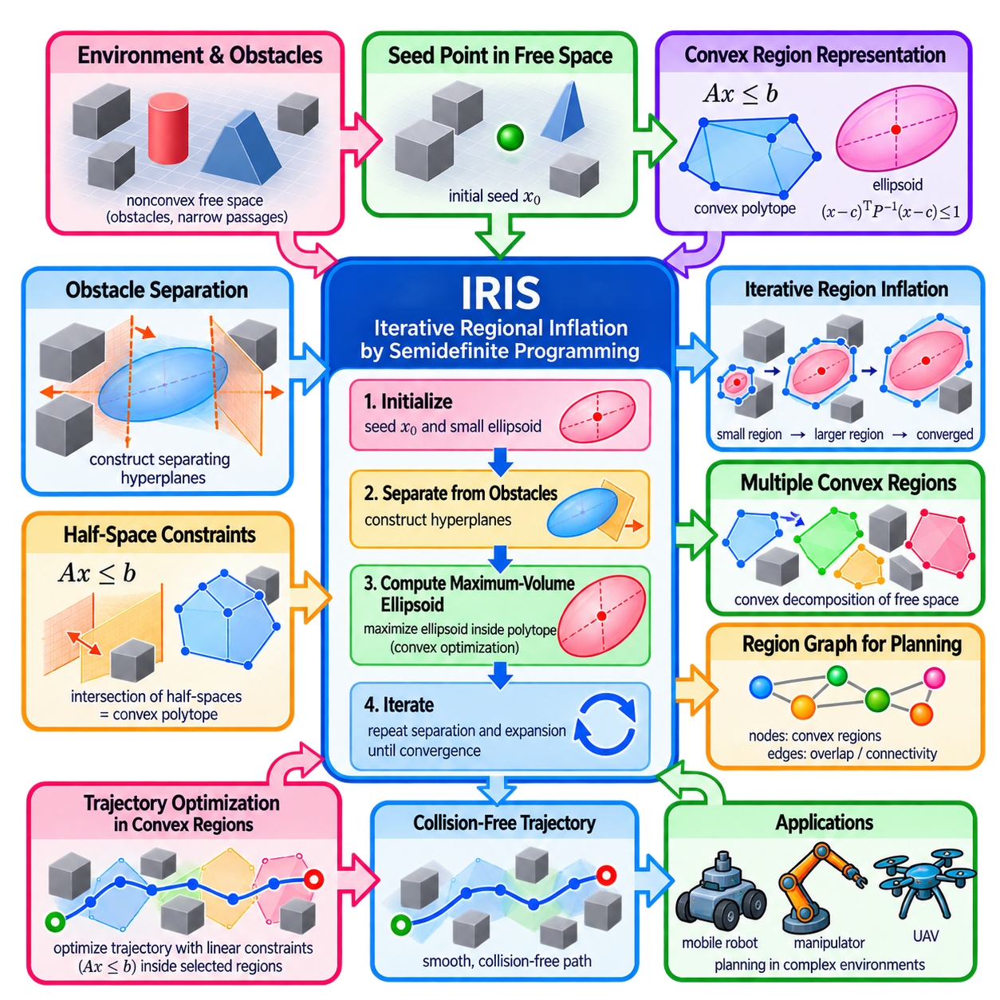 Environment & Obstacles
nonconvex free space
(obstacles, narrow passages)
Seed Point in Free Space
initial seed x₀
Convex Region Representation
Ax ≤ b
convex polytope
ellipsoid
(x−c)ᵀP⁻¹(x−c)≤1
Obstacle Separation
construct separating
hyperplanes
Half-Space Constraints
Ax ≤ b
intersection of half-spaces
= convex polytope
IRIS
Iterative Regional Inflation
by Semidefinite Programming
1. Initialize
seed x₀ and small ellipsoid
2. Separate from Obstacles
construct hyperplanes
3. Compute Maximum-Volume
Ellipsoid
maximize ellipsoid inside polytope
(convex optimization)
4. Iterate
repeat separation and expansion
until convergence
Iterative Region Inflation
small region → larger region → converged
Multiple Convex Regions
convex decomposition of free space
Region Graph for Planning
nodes: convex regions
edges: overlap / connectivity
Trajectory Optimization
in Convex Regions
optimize trajectory with linear constraints
(Ax ≤ b) inside selected regions
Collision-Free Trajectory
smooth, collision-free path
Applications
mobile robot
manipulator
UAV
planning in complex environments